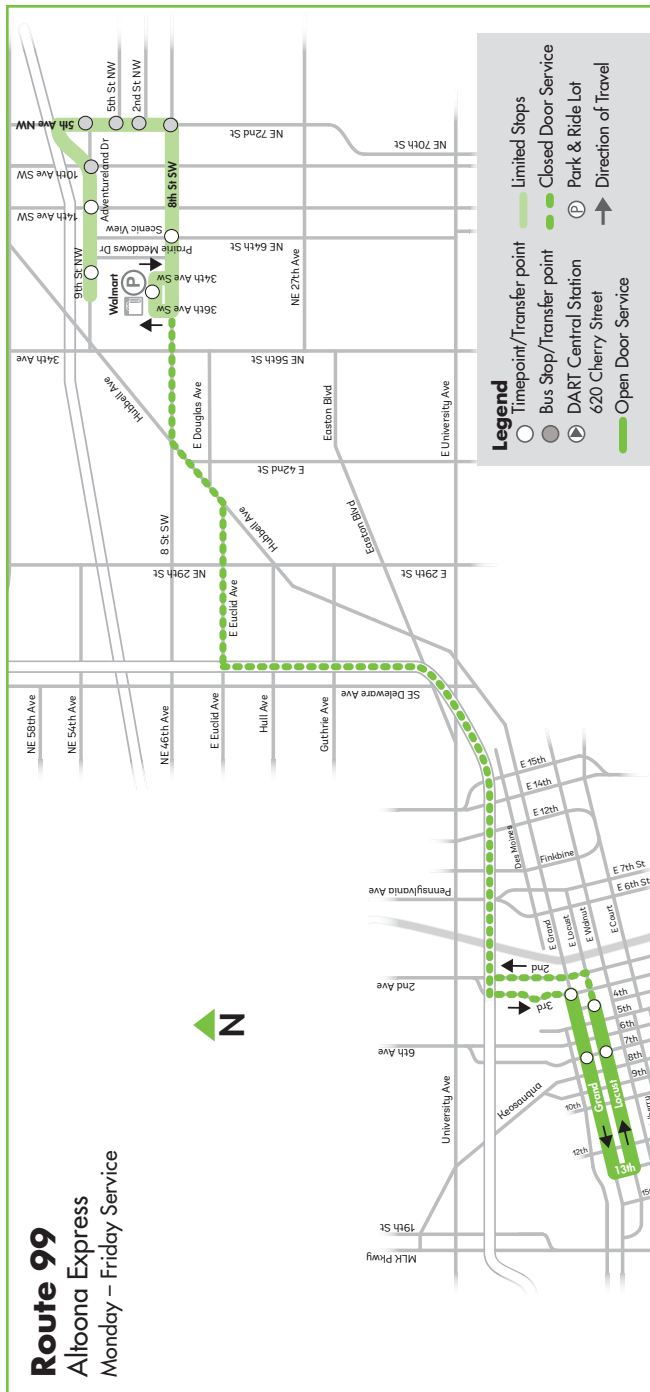 Route 99
Altoona Express
Monday – Friday Service
N
MLK Pkwy
19th St
University Ave
Keosauqua
6th Ave
2nd Ave
Pennsylvania Ave
3rd
2nd
Grand
Locust
13th
12th
10th
9th
8th
7th
6th
5th
4th
E Grand
E Locust
E Walnut
E Court
Des Moines
Finkbine
E 6th St
E 7th St
E 12th
E 14th
E 15th
NE 58th Ave
NE 54th Ave
NE 46th Ave
E Euclid Ave
Hull Ave
Guthrie Ave
SE Deleware Ave
NE 29th St
E 29th St
8 St SW
E Euclid Ave
Hubbell Ave
Hubbell Ave
E Douglas Ave
E 42nd St
Easton Blvd
Easton Blvd
E University Ave
34th Ave
NE 56th St
NE 27th Ave
36th Ave SW
34th Ave Sw
Walmart
P
Prairie Meadows Dr
Scenic View
NE 64th St
8th St SW
9th St NW
Adventureland Dr
14th Ave SW
10th Ave SW
5th Ave NW
5th St NW
2nd St NW
NE 72nd St
NE 70th St
Legend
Timepoint/Transfer point
Bus Stop/Transfer point
DART Central Station
620 Cherry Street
Open Door Service
Limited Stops
Closed Door Service
P Park & Ride Lot
Direction of Travel